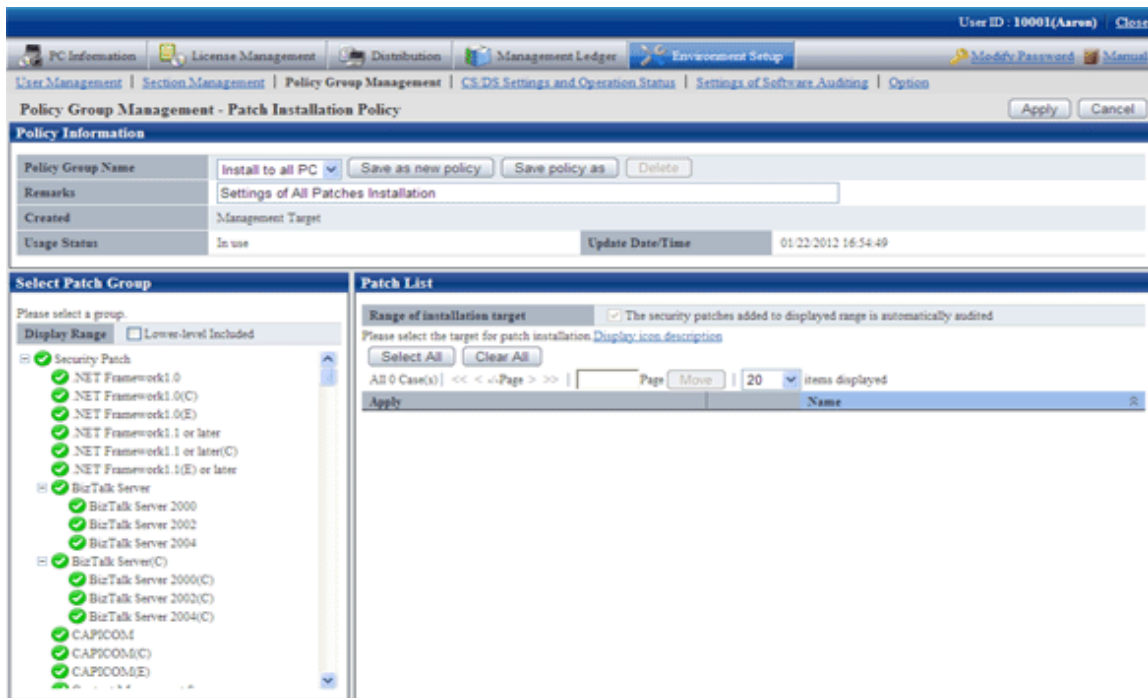 User ID : 10001(Aaron) Close
PC Information License Management Distribution Management Ledger Environment Setup Modify Password Manual
User Management | Section Management | Policy Group Management | CS/DS Settings and Operation Status | Settings of Software Auditing | Option
Policy Group Management - Patch Installation Policy Apply Cancel
Policy Information
Policy Group Name Install to all PC Save as new policy Save policy as Delete
Remarks Settings of All Patches Installation
Created Management Target
Usage Status In use Update Date/Time 01/22/2012 16:54:49
Select Patch Group
Please select a group.
Display Range Lower-level Included
Security Patch
.NET Framework1.0
.NET Framework1.0(C)
.NET Framework1.0(E)
.NET Framework1.1 or later
.NET Framework1.1 or later(C)
.NET Framework1.1(E) or later
BizTalk Server
BizTalk Server 2000
BizTalk Server 2002
BizTalk Server 2004
BizTalk Server(C)
BizTalk Server 2000(C)
BizTalk Server 2002(C)
BizTalk Server 2004(C)
CAPICOM
CAPICOM(C)
CAPICOM(E)
Patch List
Range of installation target The security patches added to displayed range is automatically audited
Please select the target for patch installation.Display icon description
Select All Clear All
All 0 Case(s) | << < -/-Page > >> | Page Move | 20 items displayed
Apply Name